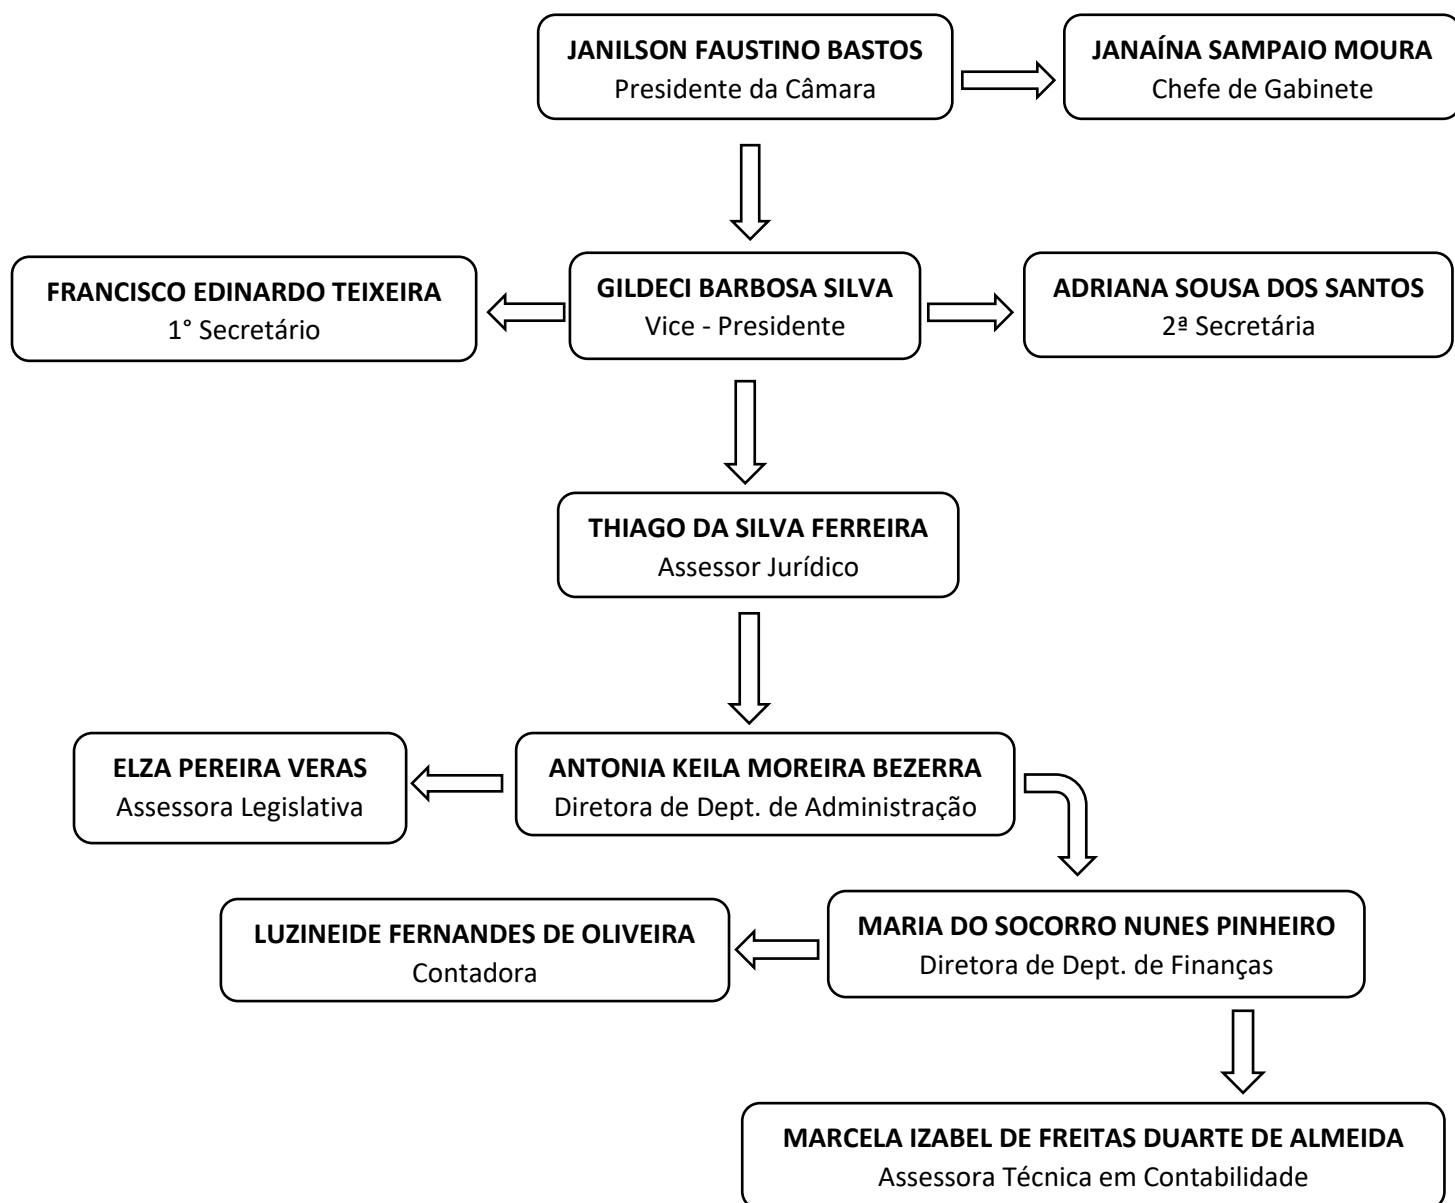 JANILSON FAUSTINO BASTOS
Presidente da Câmara
JANAÍNA SAMPAIO MOURA
Chefe de Gabinete
FRANCISCO EDINARDO TEIXEIRA
1° Secretário
GILDECI BARBOSA SILVA
Vice - Presidente
ADRIANA SOUSA DOS SANTOS
2ª Secretária
THIAGO DA SILVA FERREIRA
Assessor Jurídico
ELZA PEREIRA VERAS
Assessora Legislativa
ANTONIA KEILA MOREIRA BEZERRA
Diretora de Dept. de Administração
LUZINEIDE FERNANDES DE OLIVEIRA
Contadora
MARIA DO SOCORRO NUNES PINHEIRO
Diretora de Dept. de Finanças
MARCELA IZABEL DE FREITAS DUARTE DE ALMEIDA
Assessora Técnica em Contabilidade